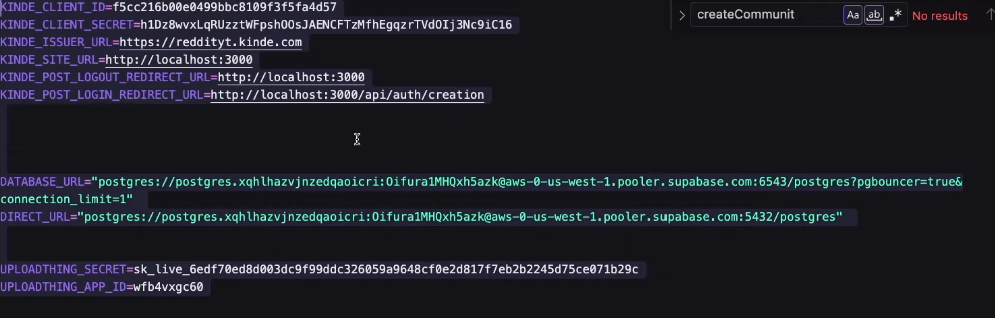 KINDE_CLIENT_ID=f5cc216b00e0499bbc8109f3f5fa4d57
createCommunit
Aa
ab
.*
No results
KINDE_CLIENT_SECRET=h1Dz8wvxLqRUzztWFpshOOsJAENCFTzMfhEgqzrTVdOIj3Nc9iC16
KINDE_ISSUER_URL=https://reddityt.kinde.com
KINDE_SITE_URL=http://localhost:3000
KINDE_POST_LOGOUT_REDIRECT_URL=http://localhost:3000
KINDE_POST_LOGIN_REDIRECT_URL=http://localhost:3000/api/auth/creation
DATABASE_URL="postgres://postgres.xqhlhazvjnzedqaoicri:Oifura1MHQxh5azk@aws-0-us-west-1.pooler.supabase.com:6543/postgres?pgbouncer=true&
connection_limit=1"
DIRECT_URL="postgres://postgres.xqhlhazvjnzedqaoicri:Oifura1MHQxh5azk@aws-0-us-west-1.pooler.supabase.com:5432/postgres"
UPLOADTHING_SECRET=sk_live_6edf70ed8d003dc9f99ddc326059a9648cf0e2d817f7eb2b2245d75ce071b29c
UPLOADTHING_APP_ID=wfb4vxgc60